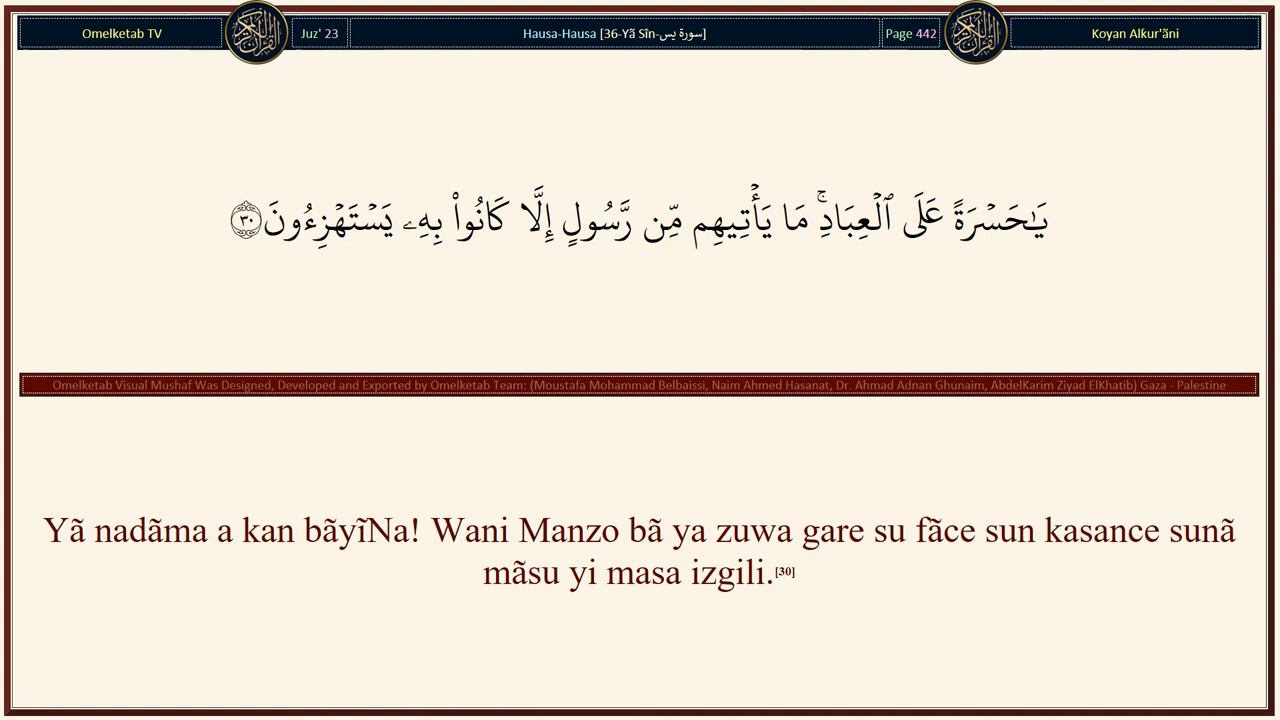 Omelketab TV
Juz' 23
Hausa-Hausa [36-Yã Sĩn-سورة يس]
Page 442
Koyan Alƙur'ãni
يَٰحَسۡرَةً عَلَى ٱلۡعِبَادِۚ مَا يَأۡتِيهِم مِّن رَّسُولٍ إِلَّا كَانُواْ بِهِۦ يَسۡتَهۡزِءُونَ ٣٠
Omelketab Visual Mushaf Was Designed, Developed and Exported by Omelketab Team: (Moustafa Mohammad Belbaissi, Naim Ahmed Hasanat, Dr. Ahmad Adnan Ghunaim, AbdelKarim Ziyad ElKhatib) Gaza - Palestine
Yã nadãma a kan bãyĩNa! Wani Manzo bã ya zuwa gare su fãce sun kasance sunã
mãsu yi masa izgili.[30]